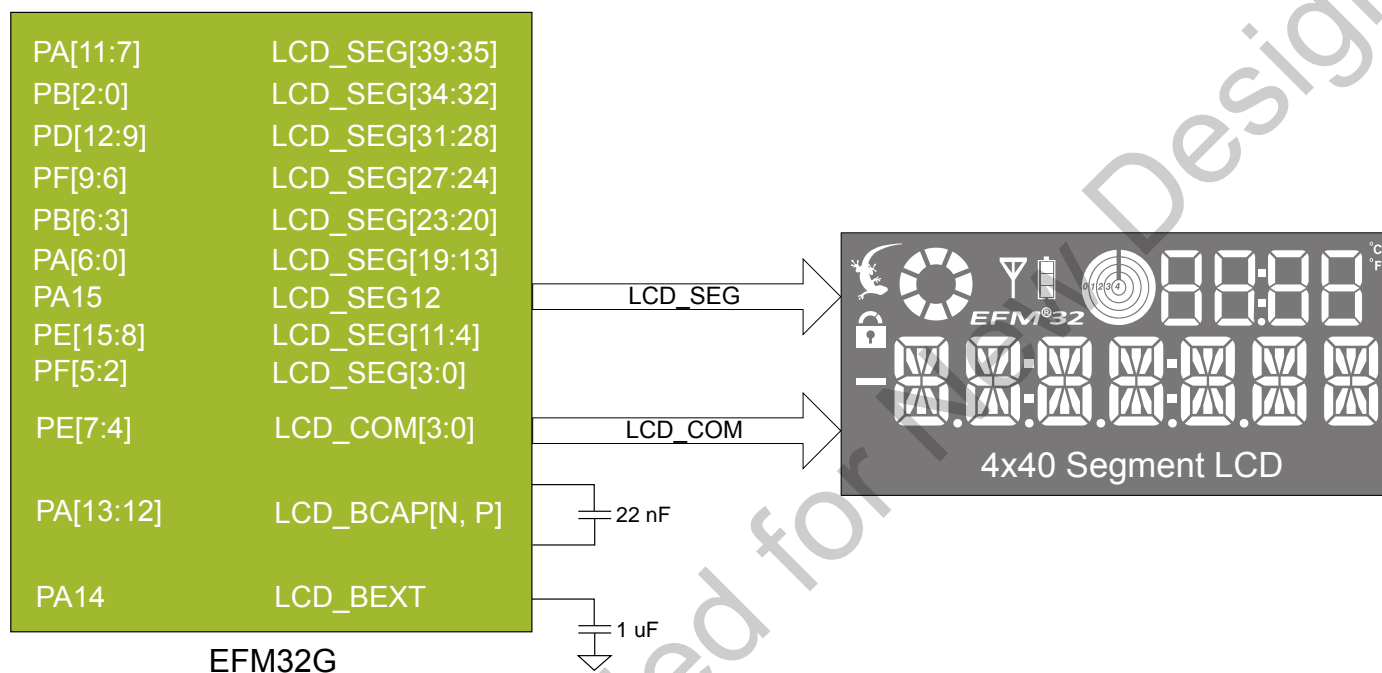 PA[11:7] LCD_SEG[39:35]
PB[2:0] LCD_SEG[34:32]
PD[12:9] LCD_SEG[31:28]
PF[9:6] LCD_SEG[27:24]
PB[6:3] LCD_SEG[23:20]
PA[6:0] LCD_SEG[19:13]
PA15 LCD_SEG12
PE[15:8] LCD_SEG[11:4]
PF[5:2] LCD_SEG[3:0]
PE[7:4] LCD_COM[3:0]
PA[13:12] LCD_BCAP[N, P]
PA14 LCD_BEXT
EFM32G
LCD_SEG
LCD_COM
22 nF
1 uF
0 1 2 3 4
°C
°F
EFM®32
4x40 Segment LCD
ed for New Desig